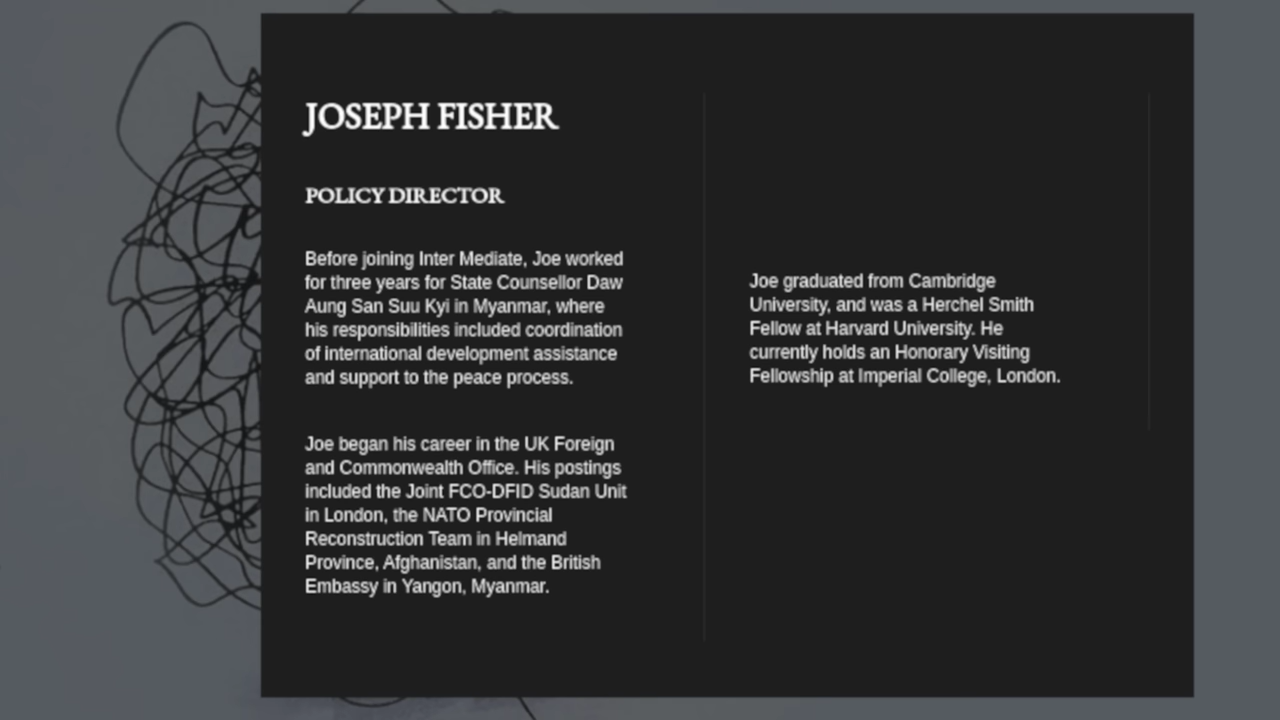 JOSEPH FISHER
POLICY DIRECTOR
Before joining Inter Mediate, Joe worked
for three years for State Counsellor Daw
Aung San Suu Kyi in Myanmar, where
his responsibilities included coordination
of international development assistance
and support to the peace process.
Joe began his career in the UK Foreign
and Commonwealth Office. His postings
included the Joint FCO-DFID Sudan Unit
in London, the NATO Provincial
Reconstruction Team in Helmand
Province, Afghanistan, and the British
Embassy in Yangon, Myanmar.
Joe graduated from Cambridge
University, and was a Herchel Smith
Fellow at Harvard University. He
currently holds an Honorary Visiting
Fellowship at Imperial College, London.